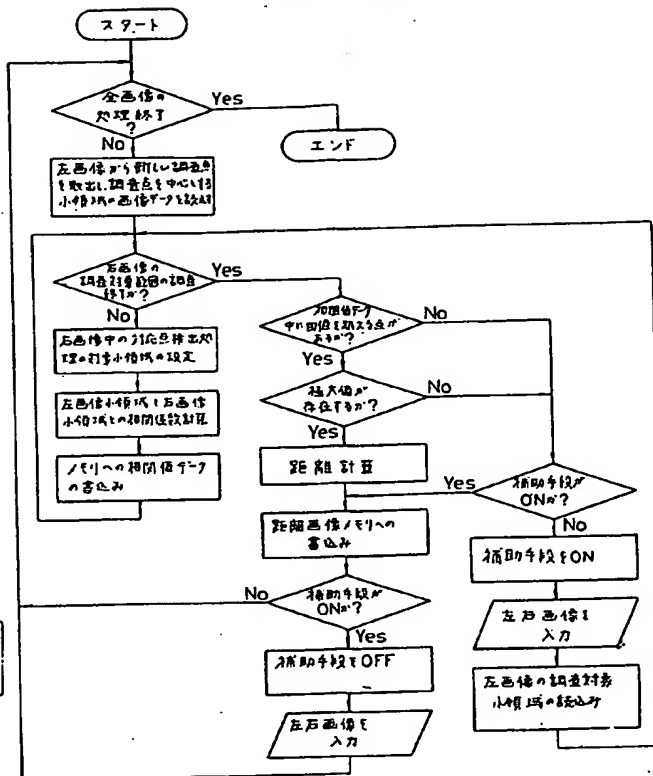 スタート
全画像の
処理終了
?
Yes
No
エンド
左画像から新しい調査点
を取出し、調査点を中心とする
小領域の画像データを
右画像の
調査対象範囲の調査
終了か?
Yes
No
相関値データ
中に閾値を超える点が
あるか?
No
Yes
右画像中の対応点検出処
理の対象小領域の設定
極大値が
存在するか?
No
Yes
左画像小領域と右画像
小領域との相関係数計算
距離計算
メモリへの相関値データ
の書込み
Yes
補助手段が
ONか?
No
距離画像メモリへの
書込み
補助手段をON
No
補助手段が
ONか?
Yes
左右画像を
入力
補助手段をOFF
左画像の調査対象
小領域の読込み
左右画像を
入力